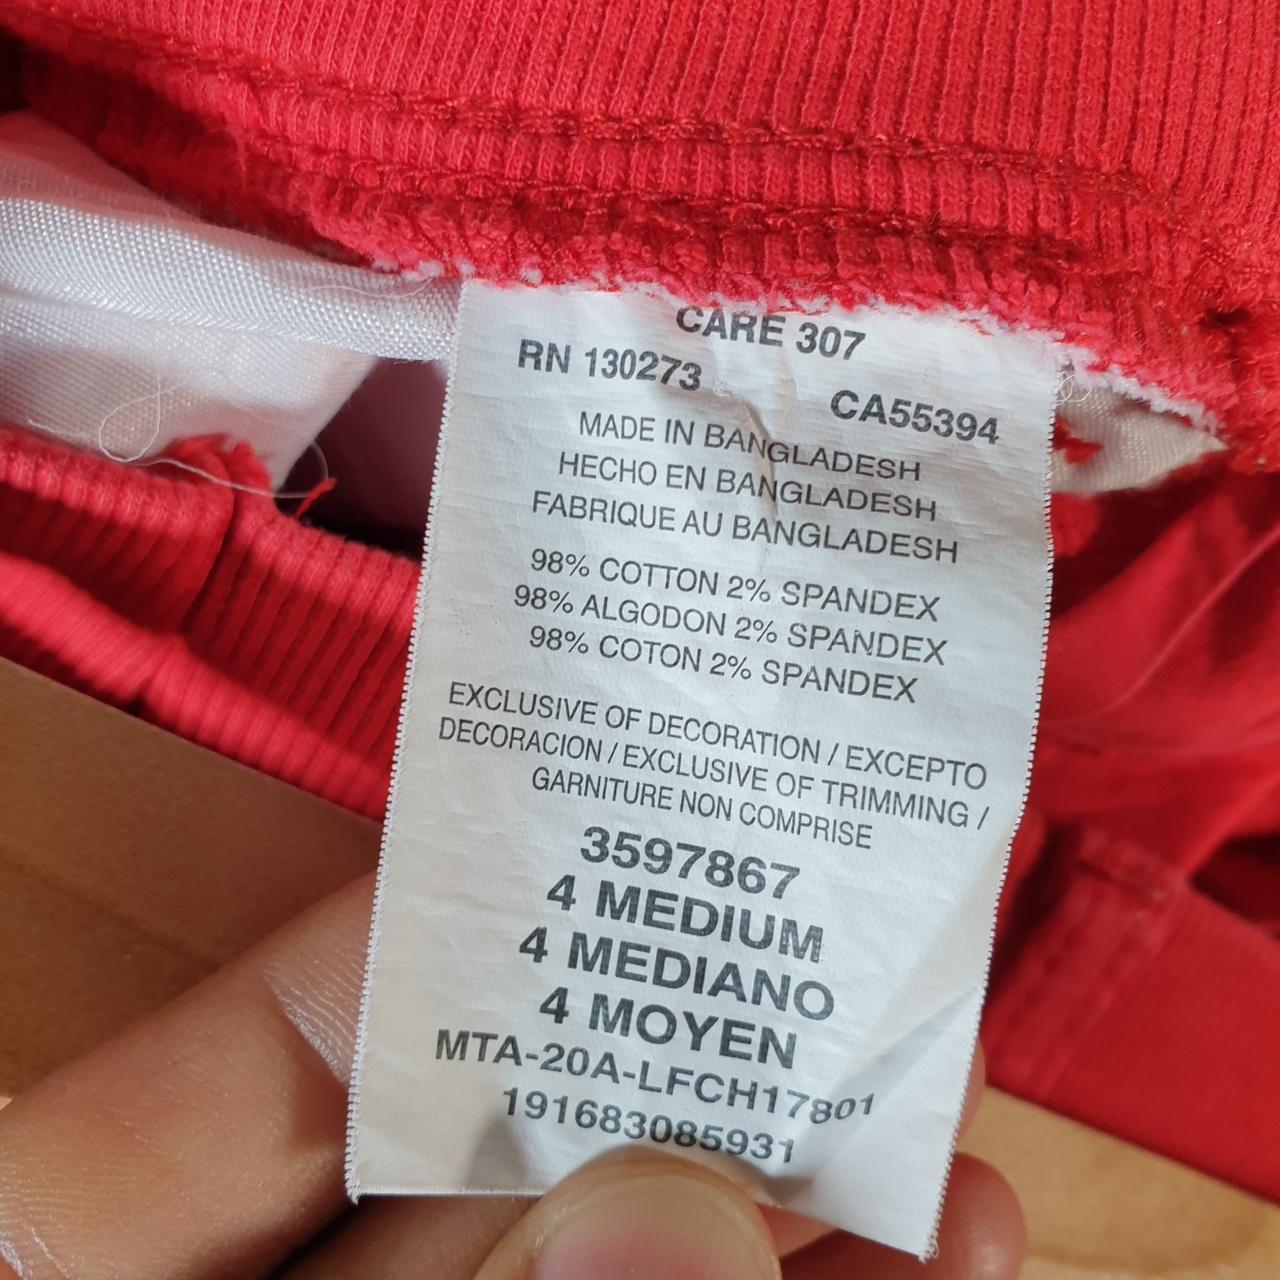 CARE 307
RN 130273
CA55394
MADE IN BANGLADESH
HECHO EN BANGLADESH
FABRIQUE AU BANGLADESH
98% COTTON 2% SPANDEX
98% ALGODON 2% SPANDEX
98% COTON 2% SPANDEX
EXCLUSIVE OF DECORATION / EXCEPTO
DECORACION / EXCLUSIVE OF TRIMMING /
GARNITURE NON COMPRISE
3597867
4 MEDIUM
4 MEDIANO
4 MOYEN
MTA-20A-LFCH17801
191683085931